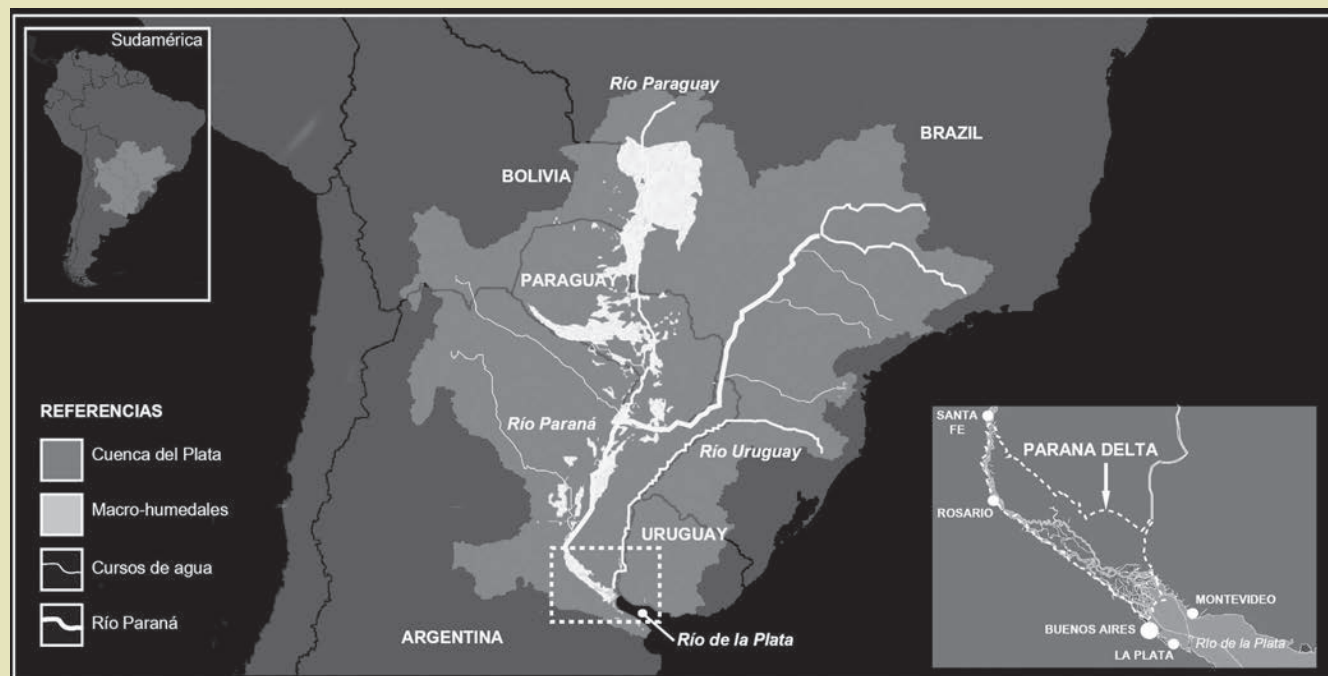 Sudamérica
Río Paraguay
BRAZIL
BOLIVIA
PARAGUAY
REFERENCIAS
Cuenca del Plata
Macro-humedales
Cursos de agua
Río Paraná
Río Paraná
Río Uruguay
URUGUAY
ARGENTINA
Río de la Plata
SANTA
FE
PARANA DELTA
ROSARIO
MONTEVIDEO
BUENOS AIRES
Río de la Plata
LA PLATA